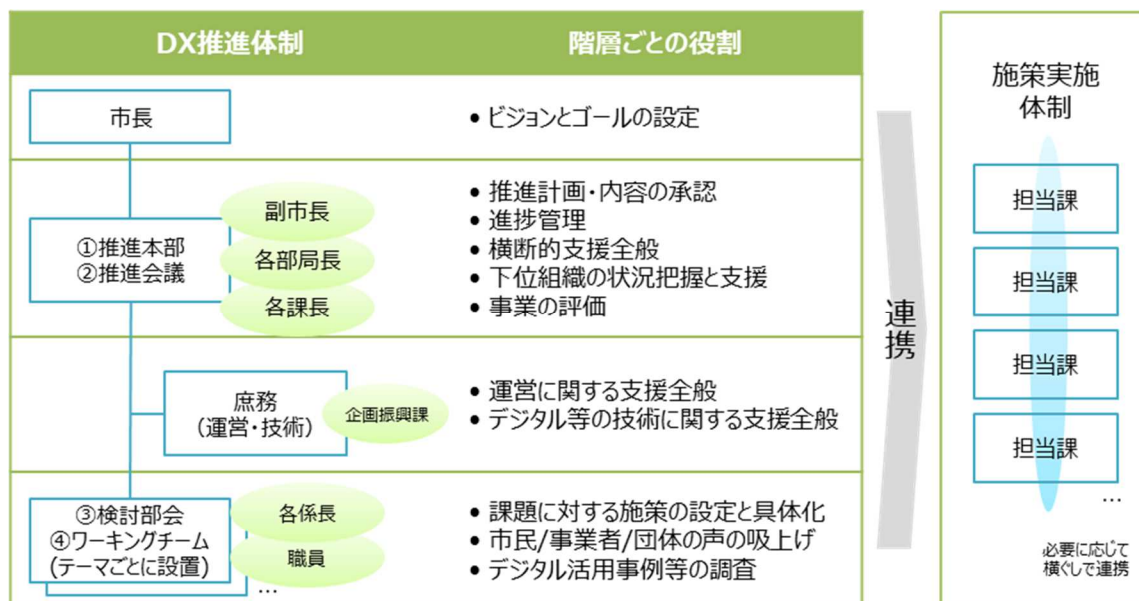 DX推進体制
階層ごとの役割
市長
• ビジョンとゴールの設定
①推進本部
②推進会議
副市長
各部局長
各課長
• 推進計画・内容の承認
• 進捗管理
• 横断的支援全般
• 下位組織の状況把握と支援
• 事業の評価
庶務
(運営・技術)
企画振興課
• 運営に関する支援全般
• デジタル等の技術に関する支援全般
③検討部会
④ワーキングチーム
(テーマごとに設置)
…
各係長
職員
• 課題に対する施策の設定と具体化
• 市民/事業者/団体の声の吸上げ
• デジタル活用事例等の調査
連携
施策実施
体制
担当課
担当課
担当課
担当課
…
必要に応じて
横ぐしで連携